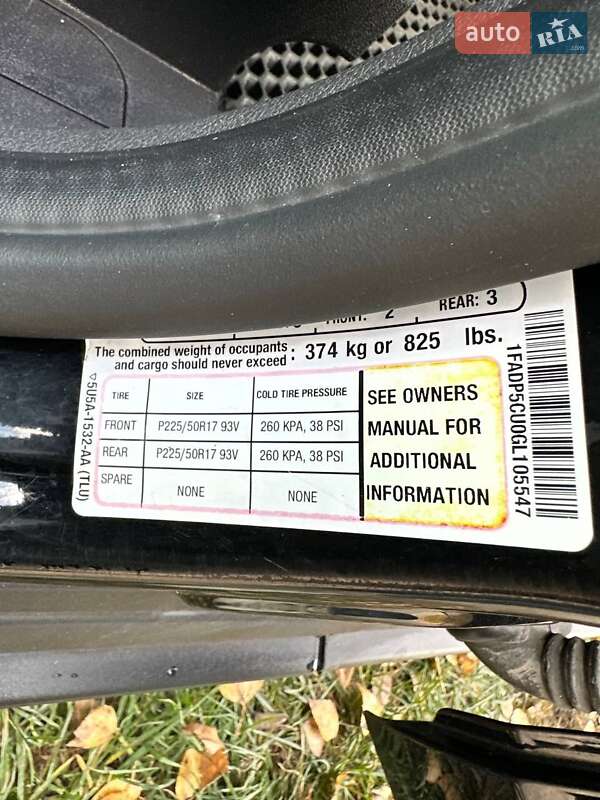 auto RIA
FRONT: 2 REAR: 3
The combined weight of occupants and cargo should never exceed : 374 kg or 825 lbs.
TIRE SIZE COLD TIRE PRESSURE
FRONT P225/50R17 93V 260 KPA, 38 PSI
REAR P225/50R17 93V 260 KPA, 38 PSI
SPARE NONE NONE
SEE OWNERS
MANUAL FOR
ADDITIONAL
INFORMATION
5U5A-1532-AA (TLU)
1FADP5CU0GL105547